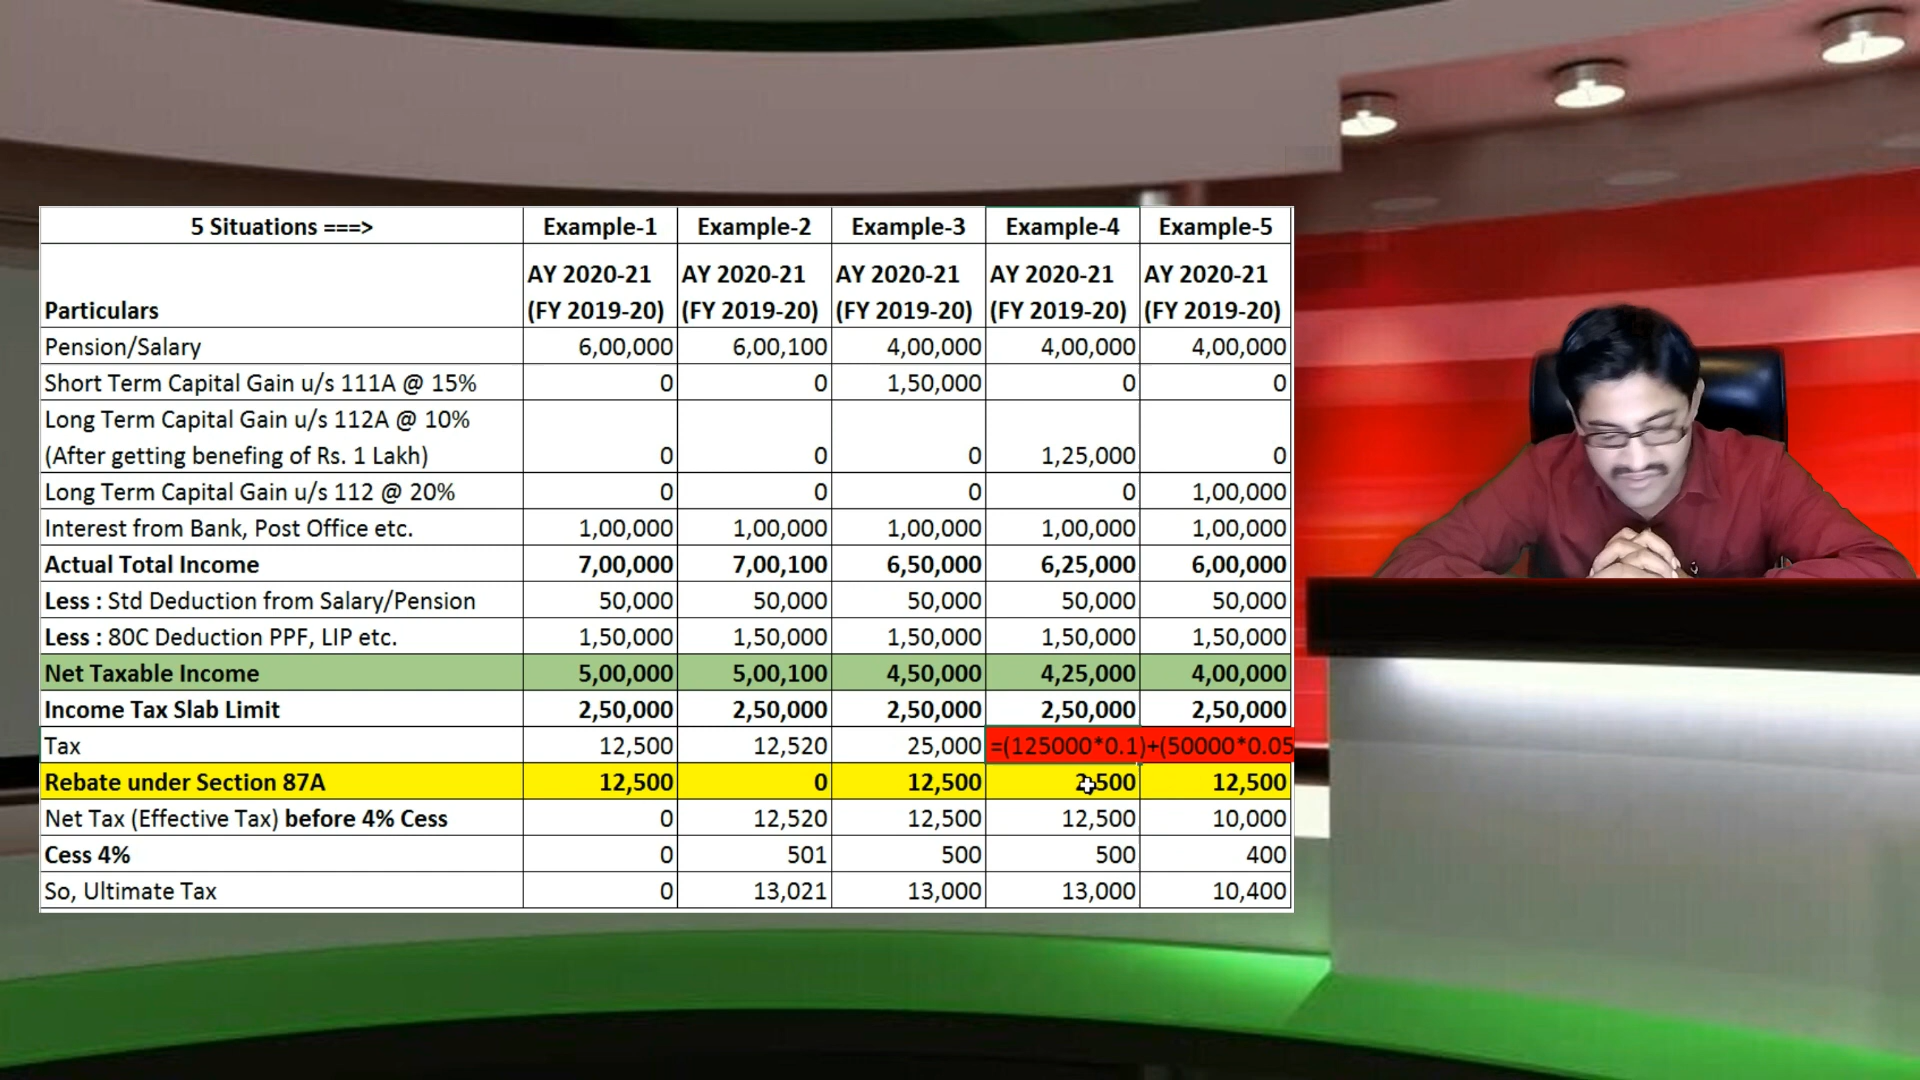 5 Situations ===> Example-1 Example-2 Example-3 Example-4 Example-5
AY 2020-21 AY 2020-21 AY 2020-21 AY 2020-21 AY 2020-21
Particulars (FY 2019-20) (FY 2019-20) (FY 2019-20) (FY 2019-20) (FY 2019-20)
Pension/Salary 6,00,000 6,00,100 4,00,000 4,00,000 4,00,000
Short Term Capital Gain u/s 111A @ 15% 0 0 1,50,000 0 0
Long Term Capital Gain u/s 112A @ 10%
(After getting benefing of Rs. 1 Lakh) 0 0 0 1,25,000 0
Long Term Capital Gain u/s 112 @ 20% 0 0 0 0 1,00,000
Interest from Bank, Post Office etc. 1,00,000 1,00,000 1,00,000 1,00,000 1,00,000
Actual Total Income 7,00,000 7,00,100 6,50,000 6,25,000 6,00,000
Less : Std Deduction from Salary/Pension 50,000 50,000 50,000 50,000 50,000
Less : 80C Deduction PPF, LIP etc. 1,50,000 1,50,000 1,50,000 1,50,000 1,50,000
Net Taxable Income 5,00,000 5,00,100 4,50,000 4,25,000 4,00,000
Income Tax Slab Limit 2,50,000 2,50,000 2,50,000 2,50,000 2,50,000
Tax 12,500 12,520 25,000 =(125000*0.1)+(50000*0.05
Rebate under Section 87A 12,500 0 12,500 2,500 12,500
Net Tax (Effective Tax) before 4% Cess 0 12,520 12,500 12,500 10,000
Cess 4% 0 501 500 500 400
So, Ultimate Tax 0 13,021 13,000 13,000 10,400